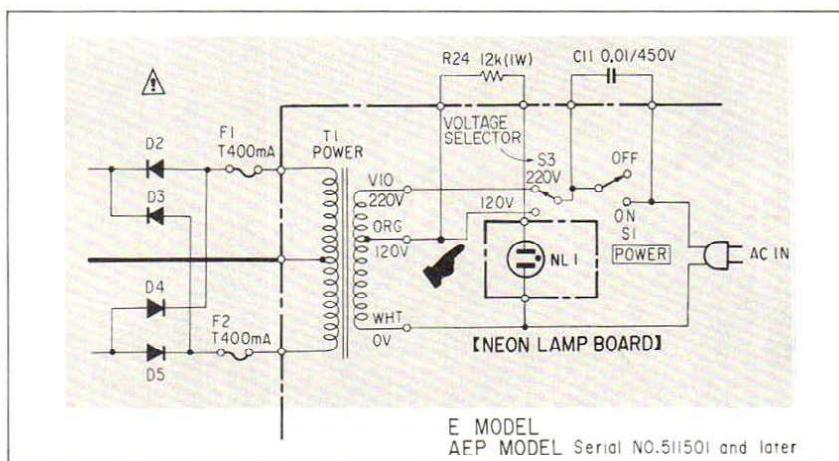 R24 12k(1W)
C11 0.01/450V
D2
F1
T400mA
T1
POWER
VOLTAGE
SELECTOR
S3
220V
OFF
D3
VIO
220V
120V
ORG
120V
ON
S1
POWER
AC IN
NL1
D4
F2
T400mA
WHT
0V
D5
【NEON LAMP BOARD】
E MODEL
AEP MODEL Serial NO.511501 and later